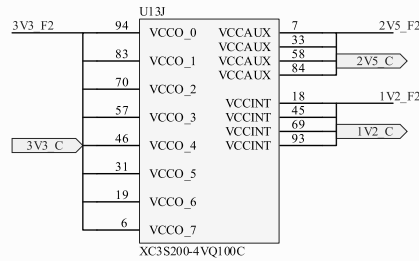 U13J
3V3_F2 94 VCCO_0 VCCAUX 7 2V5_F2
VCCAUX 33
83 VCCO_1 VCCAUX 58 2V5_C
VCCAUX 84
70 VCCO_2
VCCINT 18 1V2_F2
57 VCCO_3 VCCINT 45
VCCINT 69 1V2_C
3V3_C 46 VCCO_4 VCCINT 93
31 VCCO_5
19 VCCO_6
6 VCCO_7
XC3S200-4VQ100C